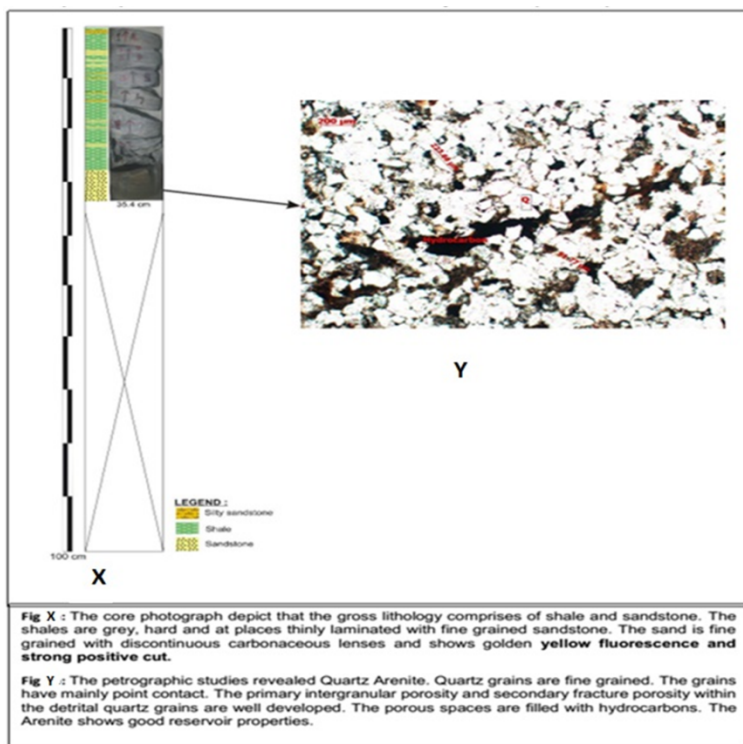 35.4 cm
200 µm
Q
Hydrocarbon
Y
LEGEND :
Silty sandstone
Shale
Sandstone
100 cm
X
Fig X : The core photograph depict that the gross lithology comprises of shale and sandstone. The
shales are grey, hard and at places thinly laminated with fine grained sandstone. The sand is fine
grained with discontinuous carbonaceous lenses and shows golden yellow fluorescence and
strong positive cut.
Fig Y : The petrographic studies revealed Quartz Arenite. Quartz grains are fine grained. The grains
have mainly point contact. The primary intergranular porosity and secondary fracture porosity within
the detrital quartz grains are well developed. The porous spaces are filled with hydrocarbons. The
Arenite shows good reservoir properties.